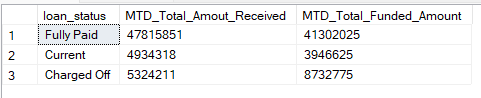 loan_status MTD_Total_Amout_Received MTD_Total_Funded_Amount
1 Fully Paid 47815851 41302025
2 Current 4934318 3946625
3 Charged Off 5324211 8732775